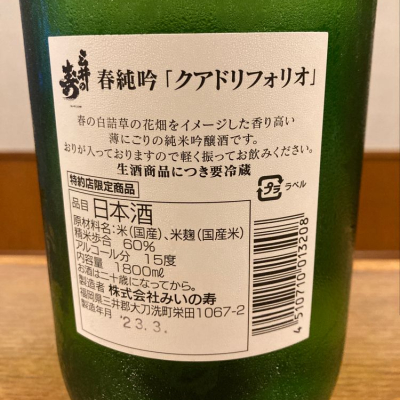 三井の寿
春純吟「クアドリフォリオ」
春の白詰草の花畑をイメージした香り高い
薄にごりの純米吟醸酒です。
おりが入っておりますので軽く振ってお飲みください。
生酒商品につき要冷蔵
特約店限定商品
プラ ラベル
品目 日本酒
原材料名:米(国産)、米麹(国産米)
精米歩合 60%
アルコール分 15度
内容量 1800mℓ
お酒は二十歳になってから。
製造者 株式会社みいの寿
福岡県三井郡大刀洗町栄田1067-2
製造年月 '23.3.
4 510710 013208